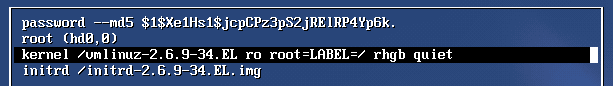 password --md5 $1$Xe1Hs1$jcpCPz3pS2jRElRP4Yp6k.
root (hd0,0)
kernel /vmlinuz-2.6.9-34.EL ro root=LABEL=/ rhgb quiet
initrd /initrd-2.6.9-34.EL.img